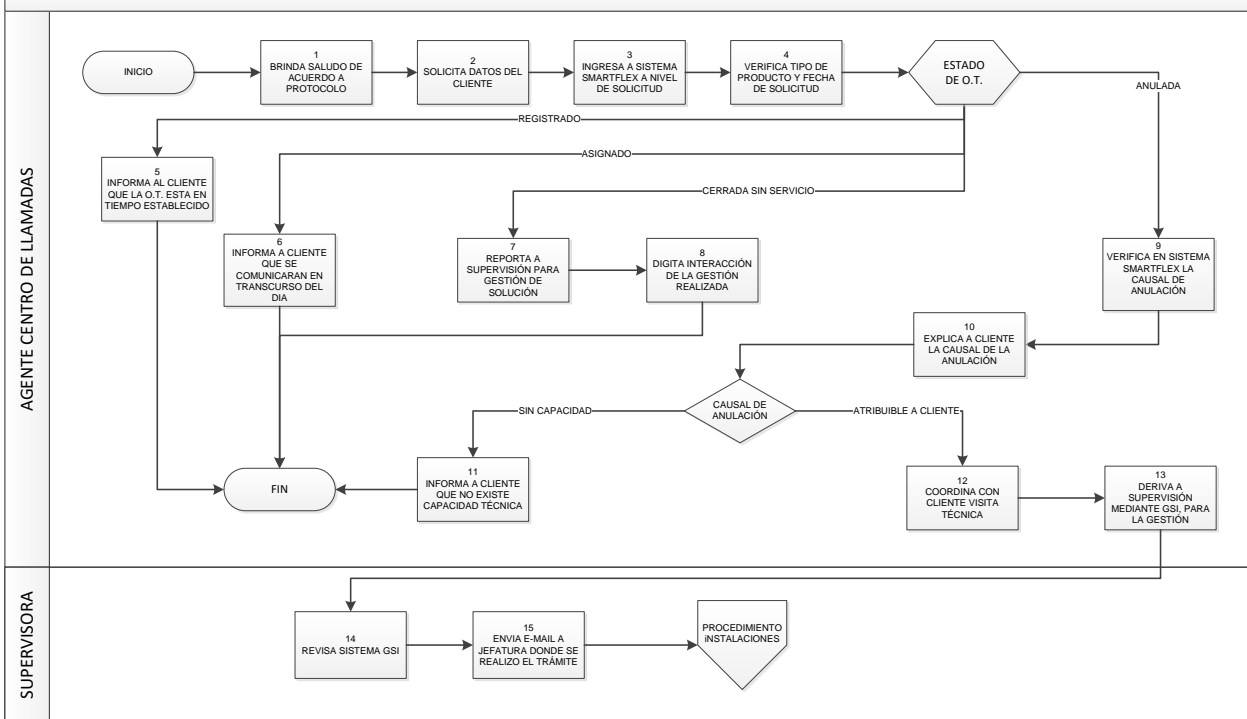 INICIO
1
BRINDA SALUDO DE
ACUERDO A
PROTOCOLO
2
SOLICITA DATOS DEL
CLIENTE
3
INGRESA A SISTEMA
SMARTFLEX A NIVEL
DE SOLICITUD
4
VERIFICA TIPO DE
PRODUCTO Y FECHA
DE SOLICITUD
ESTADO
DE O.T.
ANULADA
REGISTRADO
ASIGNADO
CERRADA SIN SERVICIO
5
INFORMA AL CLIENTE
QUE LA O.T. ESTA EN
TIEMPO ESTABLECIDO
6
INFORMA A CLIENTE
QUE SE
COMUNICARAN EN
TRANSCURSO DEL
DIA
7
REPORTA A
SUPERVISIÓN PARA
GESTIÓN DE
SOLUCIÓN
8
DIGITA INTERACCIÓN
DE LA GESTIÓN
REALIZADA
9
VERIFICA EN SISTEMA
SMARTFLEX LA
CAUSAL DE
ANULACIÓN
10
EXPLICA A CLIENTE
LA CAUSAL DE LA
ANULACIÓN
CAUSAL DE
ANULACIÓN
SIN CAPACIDAD
ATRIBUIBLE A CLIENTE
11
INFORMA A CLIENTE
QUE NO EXISTE
CAPACIDAD TÉCNICA
FIN
12
COORDINA CON
CLIENTE VISITA
TÉCNICA
13
DERIVA A
SUPERVISIÓN
MEDIANTE GSI, PARA
LA GESTIÓN
AGENTE CENTRO DE LLAMADAS
14
REVISA SISTEMA GSI
15
ENVIA E-MAIL A
JEFATURA DONDE SE
REALIZO EL TRÁMITE
PROCEDIMIENTO
iNSTALACIONES
SUPERVISORA